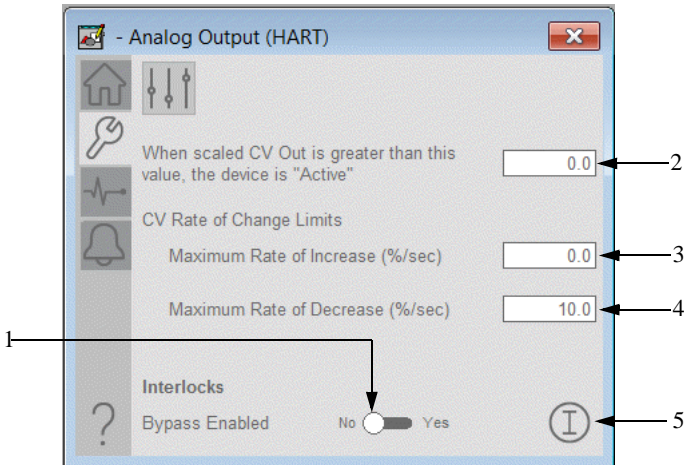 - Analog Output (HART)
When scaled CV Out is greater than this
value, the device is "Active"
0.0
2
CV Rate of Change Limits
Maximum Rate of Increase (%/sec)
0.0
3
Maximum Rate of Decrease (%/sec)
10.0
4
1
Interlocks
Bypass Enabled
No
Yes
5
?